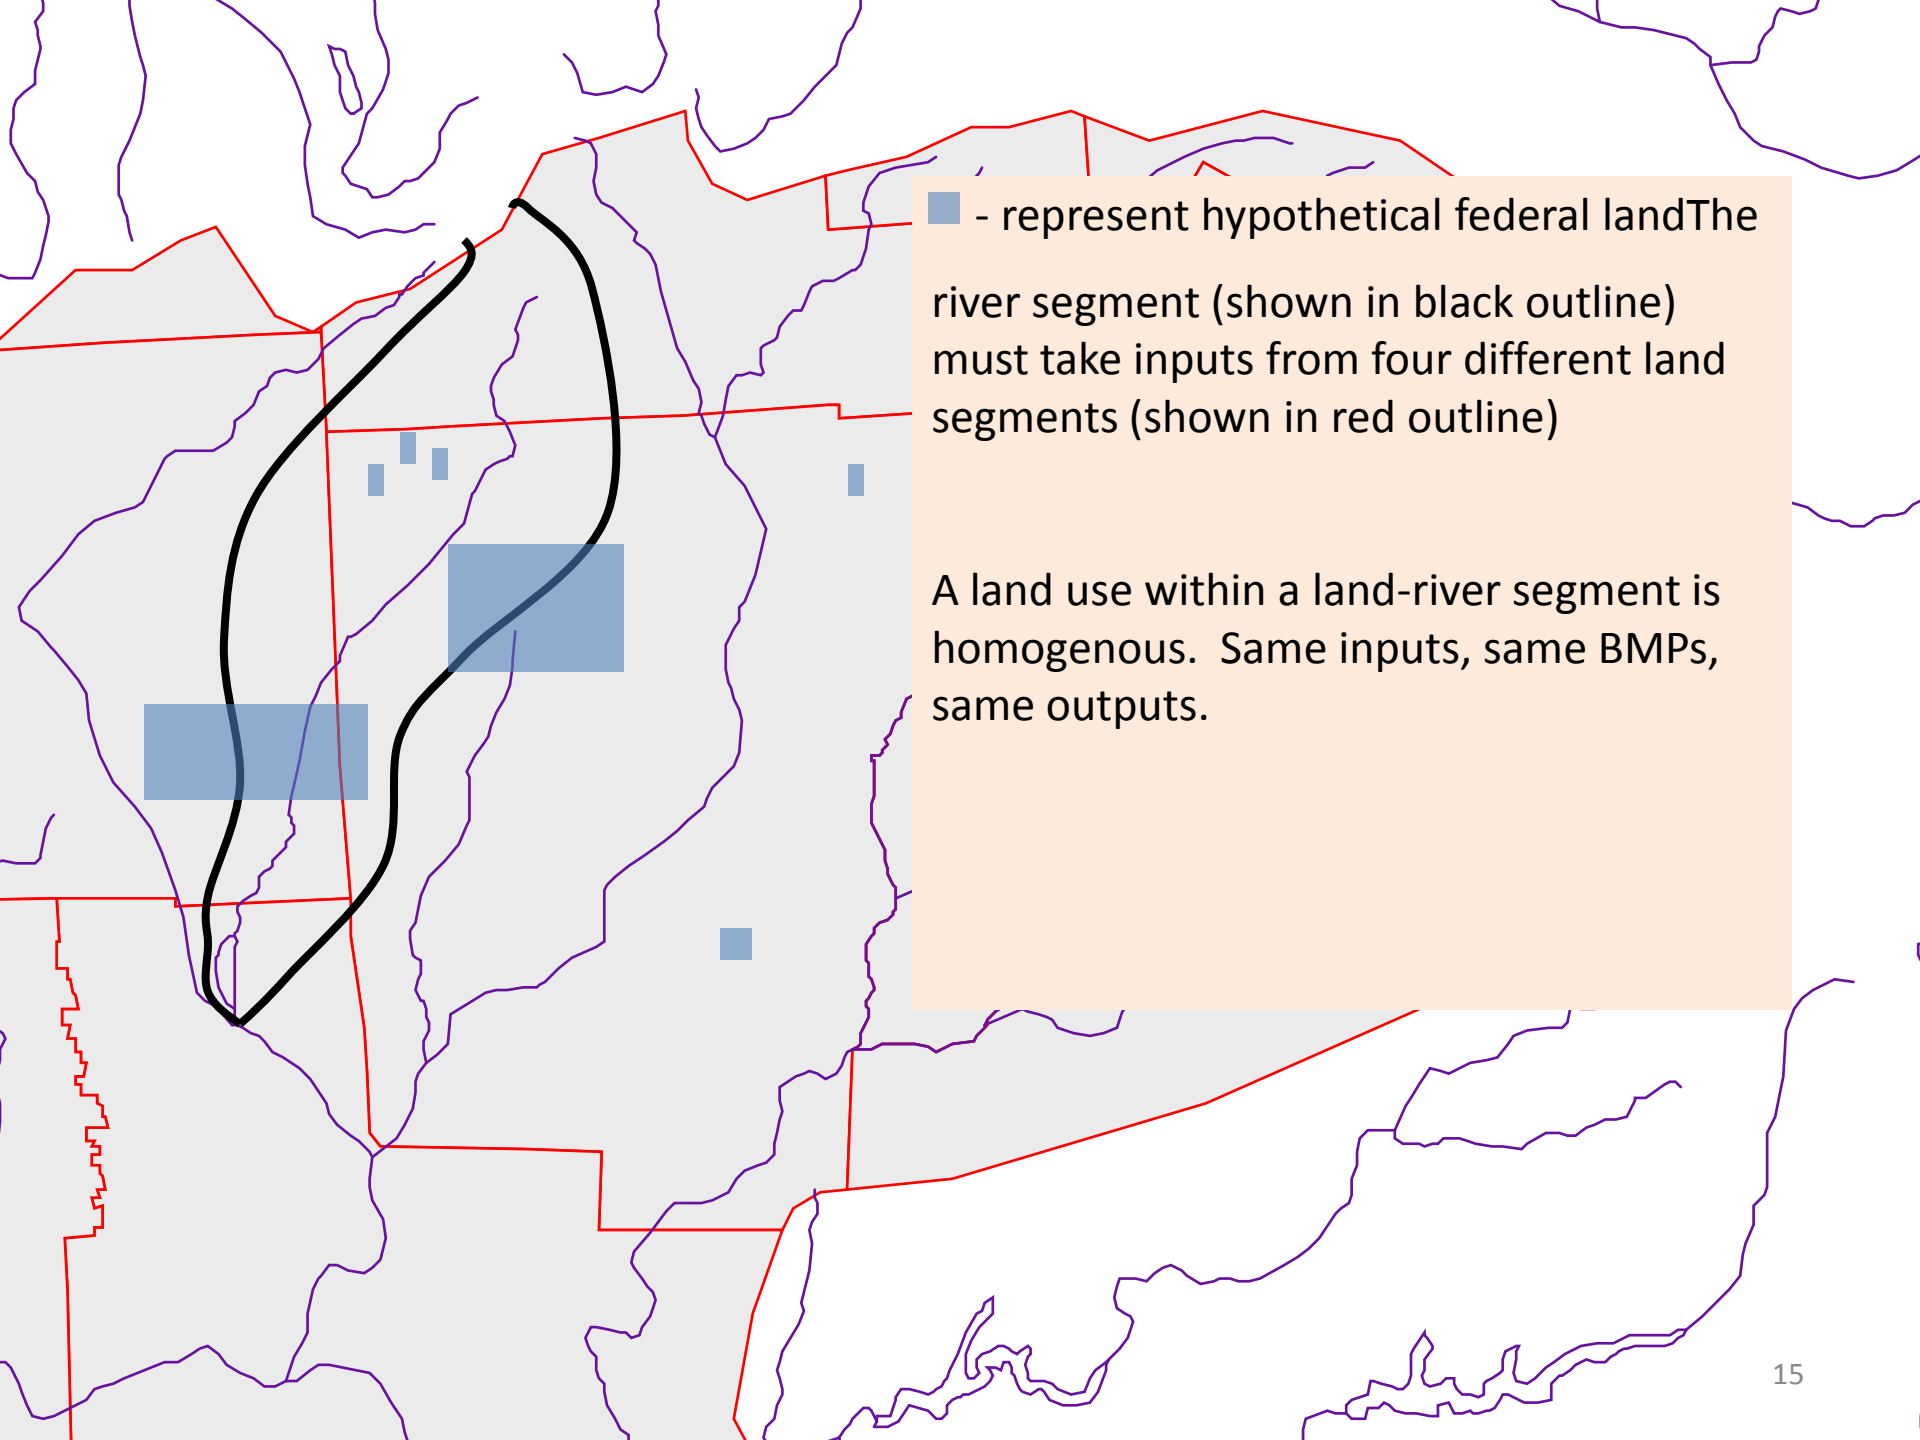 - represent hypothetical federal landThe
river segment (shown in black outline)
must take inputs from four different land
segments (shown in red outline)
A land use within a land-river segment is
homogenous.  Same inputs, same BMPs,
same outputs.
15